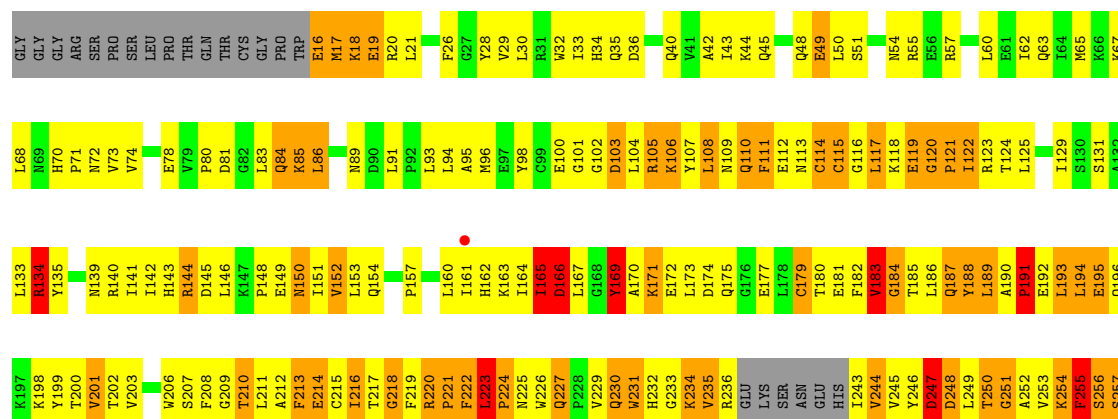 GLY GLY GLY ARG SER PRO SER LEU PRO THR GLN THR CYS GLY PRO TRP E16 M17 K18 E19 R20 L21 F26 G27 Y28 V29 L30 R31 W32 I33 H34 Q35 D36 Q40 V41 A42 I43 K44 Q45 Q48 E49 L50 S51 N54 R55 E56 R57 L60 E61 I62 Q63 I64 M65 K66 K67
L68 N69 H70 P71 N72 V73 V74 E78 V79 P80 D81 G82 L83 Q84 K85 L86 N89 D90 L91 P92 L93 L94 A95 M96 E97 Y98 C99 E100 G101 G102 D103 L104 R105 K106 Y107 L108 N109 Q110 F111 E112 N113 C114 C115 G116 L117 K118 E119 G120 P121 I122 R123 T124 L125 I129 S130 S131 A132
L133 R134 Y135 N139 R140 I141 I142 H143 R144 D145 L146 K147 P148 E149 N150 I151 V152 L153 Q154 P157 L160 I161 H162 K163 I164 I165 D166 L167 G168 Y169 A170 K171 E172 L173 D174 Q175 G176 E177 L178 C179 T180 E181 F182 V183 G184 T185 L186 Q187 Y188 L189 A190 P191 E192 L193 L194 E195 Q196
K197 K198 Y199 T200 V201 T202 V203 W206 S207 F208 G209 T210 L211 A212 F213 E214 C215 I216 T217 G218 F219 R220 P221 F222 L223 P224 N225 W226 Q227 P228 V229 Q230 W231 H232 G233 K234 V235 R236 GLU LYS SER ASN GLU HIS I243 V244 V245 Y246 D247 D248 L249 T250 G251 A252 V253 K254 F255 S256 S257